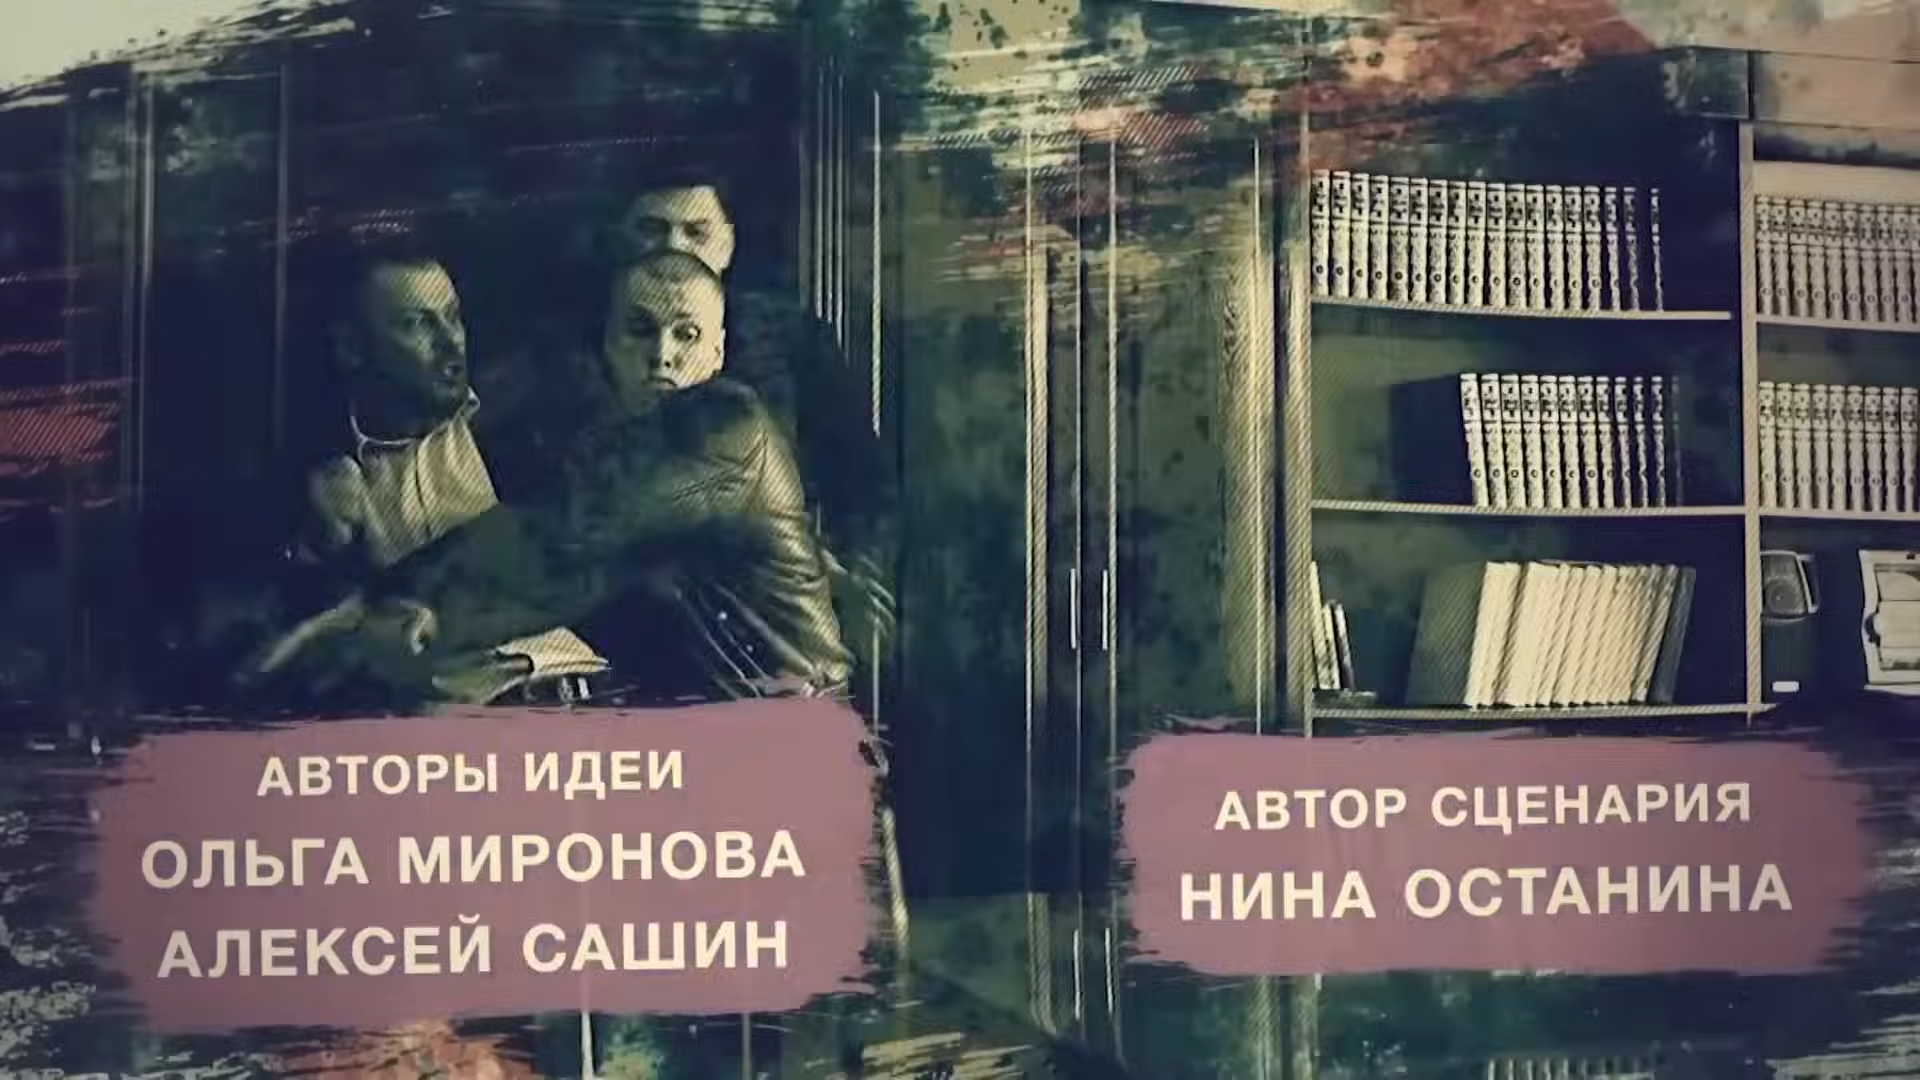 АВТОРЫ ИДЕИ
ОЛЬГА МИРОНОВА
АЛЕКСЕЙ САШИН
АВТОР СЦЕНАРИЯ
НИНА ОСТАНИНА